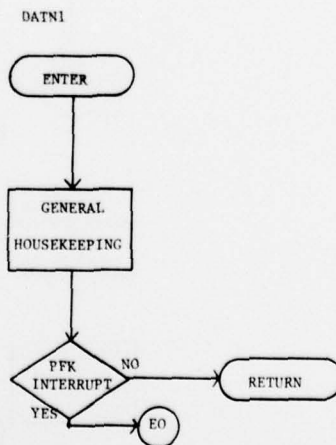 DATN1
ENTER
GENERAL
HOUSEKEEPING
PFK
INTERRUPT
NO
RETURN
YES
EO